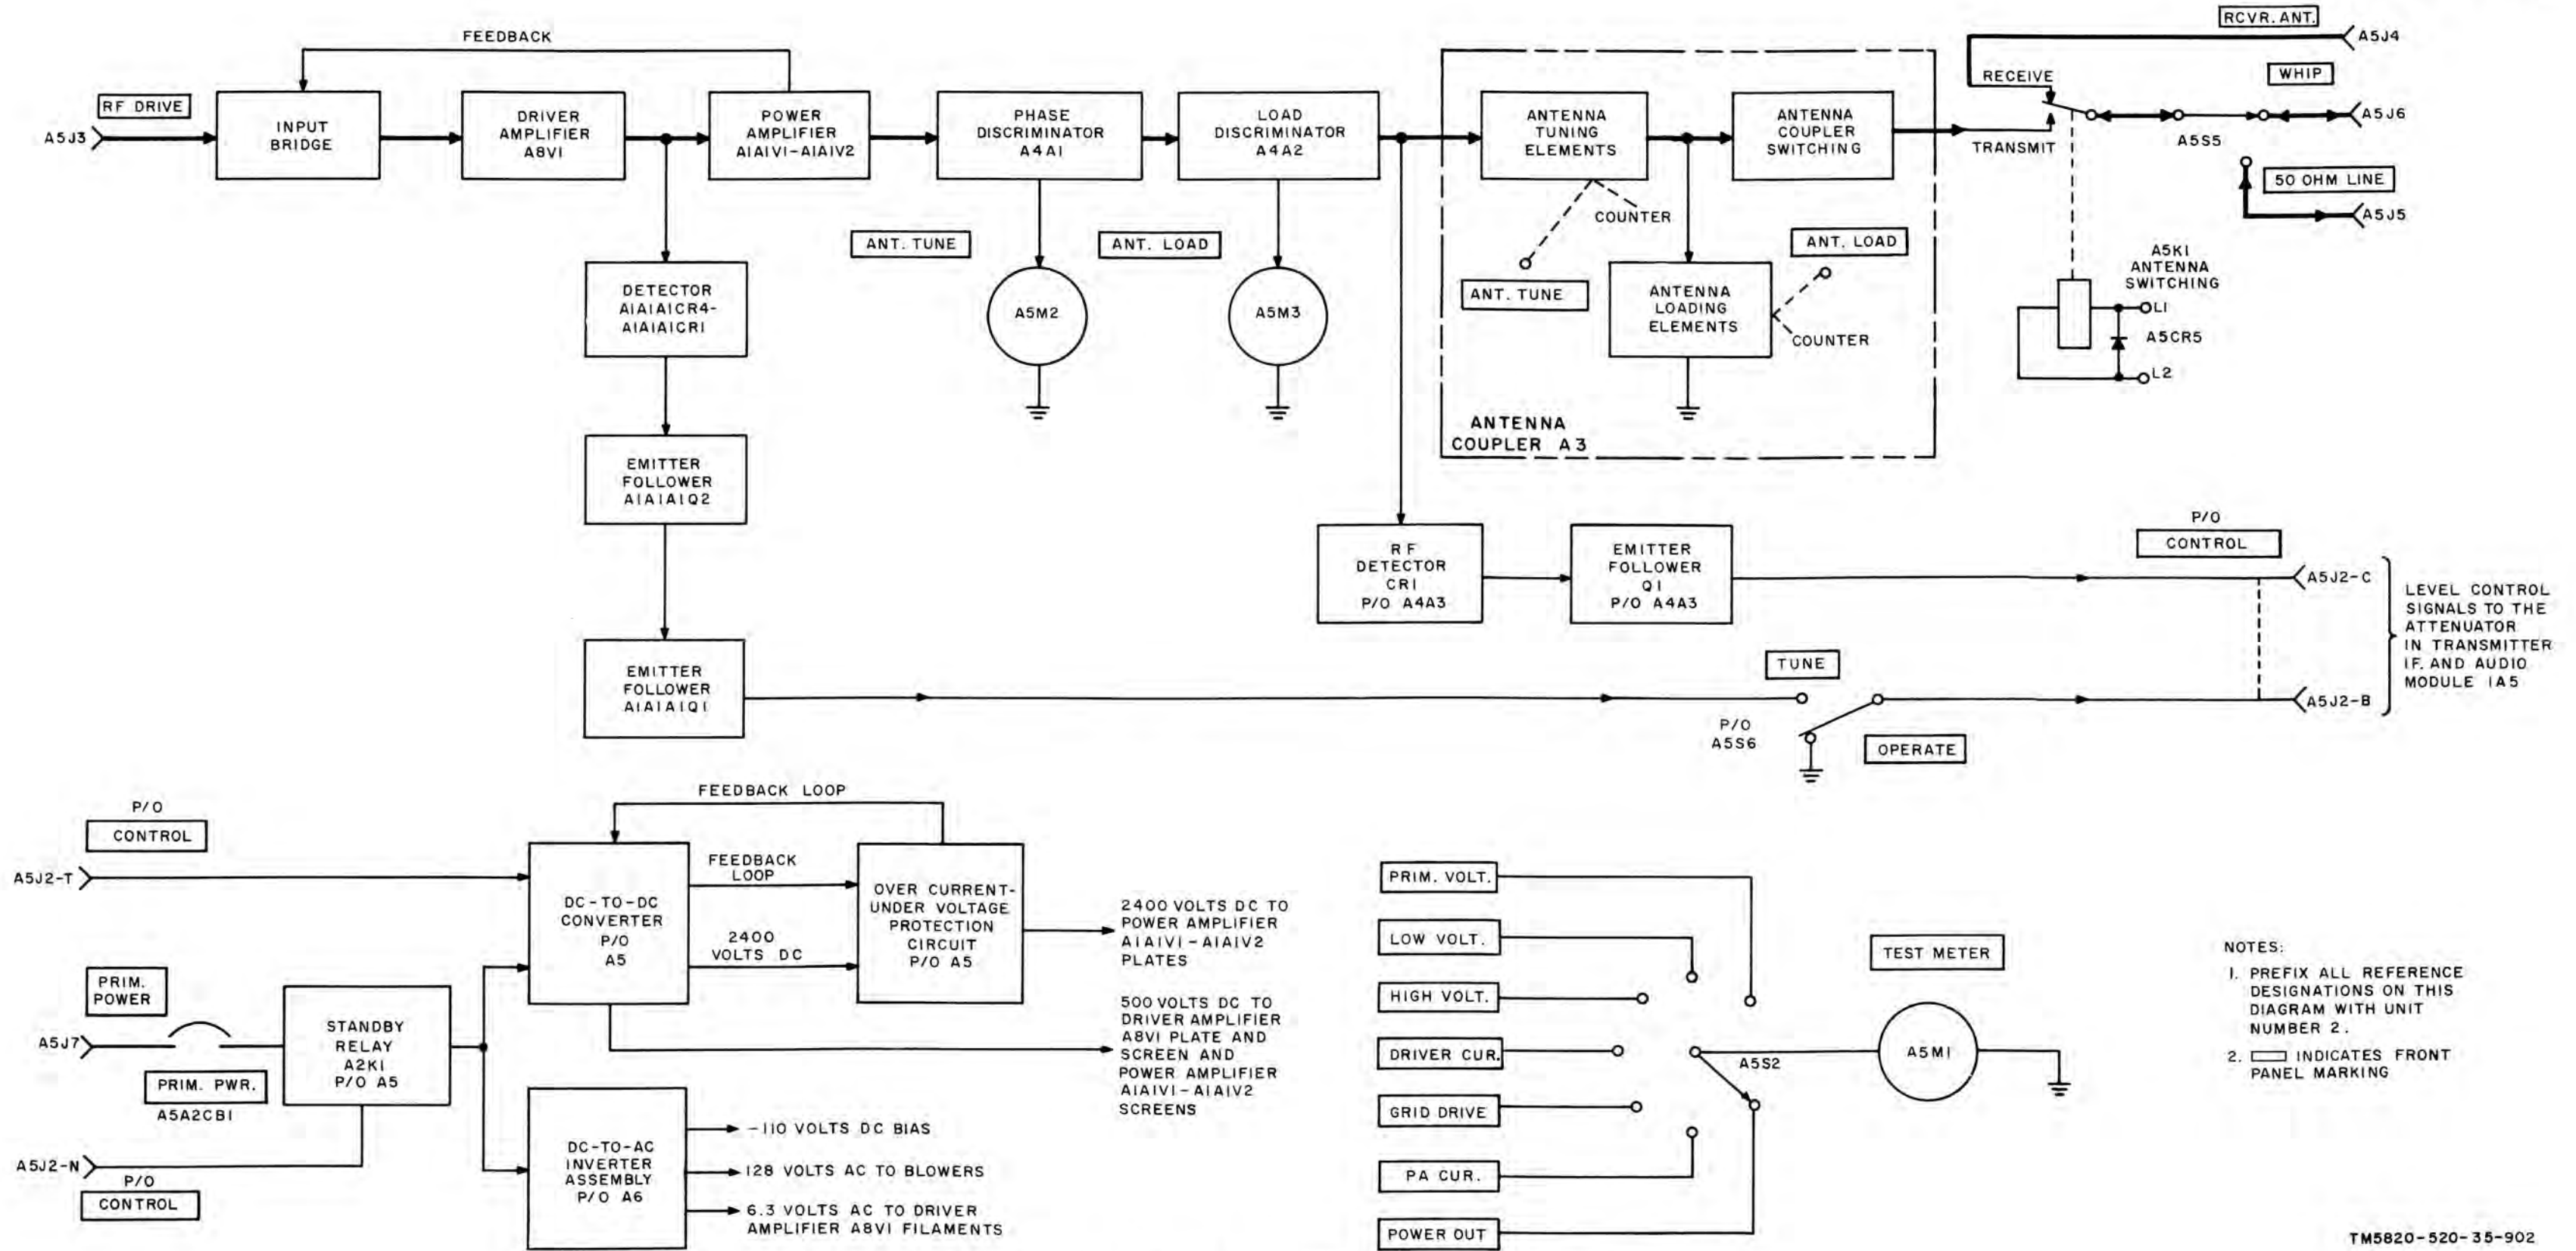 FEEDBACK
RCVR. ANT.
A5J4
RF DRIVE
A5J3
INPUT
BRIDGE
DRIVER
AMPLIFIER
A8V1
POWER
AMPLIFIER
A1A1V1-A1A1V2
PHASE
DISCRIMINATOR
A4A1
LOAD
DISCRIMINATOR
A4A2
ANTENNA
TUNING
ELEMENTS
ANTENNA
COUPLER
SWITCHING
RECEIVE
TRANSMIT
WHIP
A5J6
A5S5
50 OHM LINE
A5J5
COUNTER
ANT. TUNE
ANT. LOAD
ANT. TUNE
ANT. LOAD
A5M2
A5M3
ANTENNA
LOADING
ELEMENTS
COUNTER
ANTENNA
COUPLER A3
A5K1
ANTENNA
SWITCHING
L1
A5CR5
L2
DETECTOR
A1A1A1CR4-
A1A1A1CR1
EMITTER
FOLLOWER
A1A1A1Q2
EMITTER
FOLLOWER
A1A1A1Q1
RF
DETECTOR
CR1
P/O A4A3
EMITTER
FOLLOWER
Q1
P/O A4A3
P/O
CONTROL
A5J2-C
A5J2-B
LEVEL CONTROL
SIGNALS TO THE
ATTENUATOR
IN TRANSMITTER
IF. AND AUDIO
MODULE 1A5
TUNE
P/O
A5S6
OPERATE
P/O
CONTROL
A5J2-T
PRIM.
POWER
A5J7
PRIM. PWR.
A5A2CB1
A5J2-N
P/O
CONTROL
STANDBY
RELAY
A2K1
P/O A5
FEEDBACK LOOP
DC-TO-DC
CONVERTER
P/O
A5
FEEDBACK
LOOP
2400
VOLTS DC
OVER CURRENT-
UNDER VOLTAGE
PROTECTION
CIRCUIT
P/O A5
2400 VOLTS DC TO
POWER AMPLIFIER
A1A1V1-A1A1V2
PLATES
500 VOLTS DC TO
DRIVER AMPLIFIER
A8V1 PLATE AND
SCREEN AND
POWER AMPLIFIER
A1A1V1-A1A1V2
SCREENS
DC-TO-AC
INVERTER
ASSEMBLY
P/O A6
-110 VOLTS DC BIAS
128 VOLTS AC TO BLOWERS
6.3 VOLTS AC TO DRIVER
AMPLIFIER A8V1 FILAMENTS
PRIM. VOLT.
LOW VOLT.
HIGH VOLT.
DRIVER CUR.
GRID DRIVE
PA CUR.
POWER OUT
A5S2
TEST METER
A5M1
NOTES:
1. PREFIX ALL REFERENCE
DESIGNATIONS ON THIS
DIAGRAM WITH UNIT
NUMBER 2.
2. INDICATES FRONT
PANEL MARKING
TM5820-520-35-902